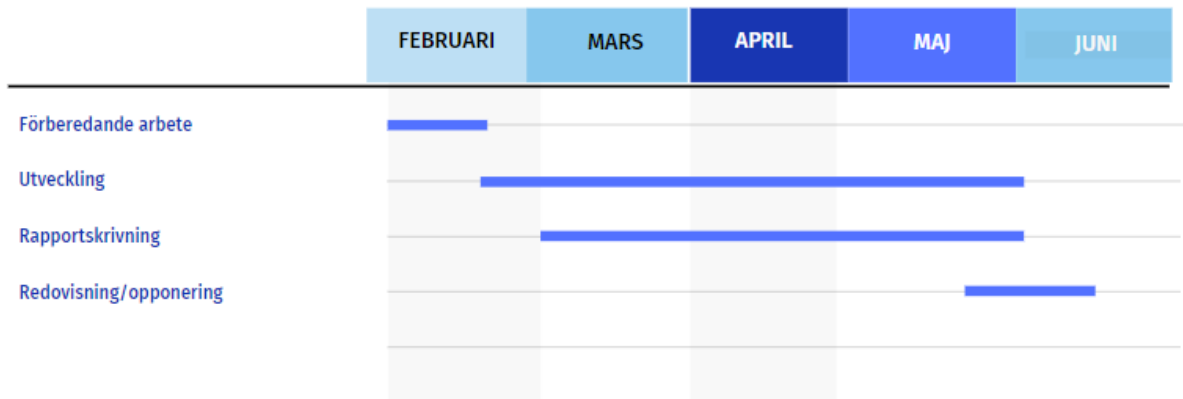 FEBRUARI MARS APRIL MAJ JUNI
Förberedande arbete
Utveckling
Rapportskrivning
Redovisning/opponering